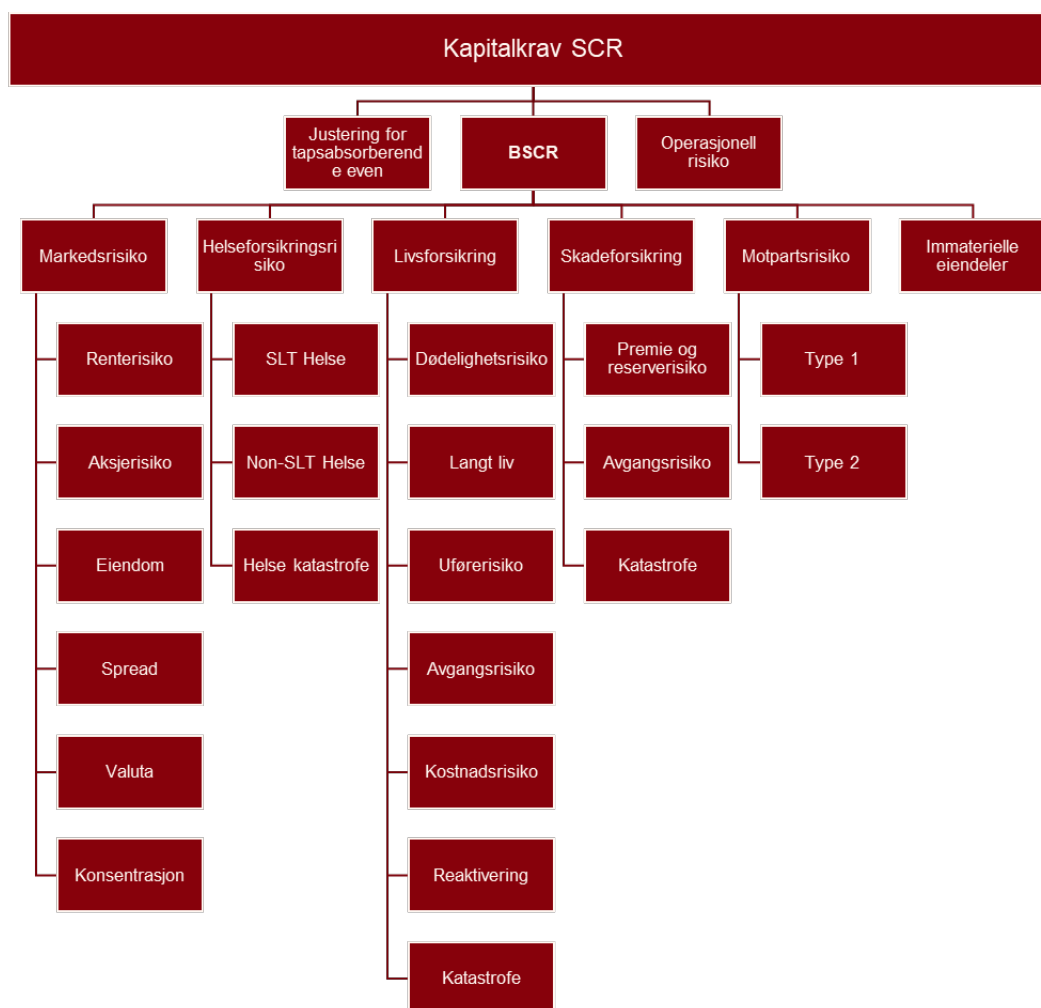 Kapitalkrav SCR
Justering for
tapsabsorberend
e even
BSCR
Operasjonell
risiko
Markedsrisiko
Helseforsikringsri
siko
Livsforsikring
Skadeforsikring
Motpartsrisiko
Immaterielle
eiendeler
Renterisiko
SLT Helse
Dødelighetsrisiko
Premie og
reserverisiko
Type 1
Aksjerisiko
Non-SLT Helse
Langt liv
Avgangsrisiko
Type 2
Eiendom
Helse katastrofe
Uførerisiko
Katastrofe
Spread
Avgangsrisiko
Valuta
Kostnadsrisiko
Konsentrasjon
Reaktivering
Katastrofe